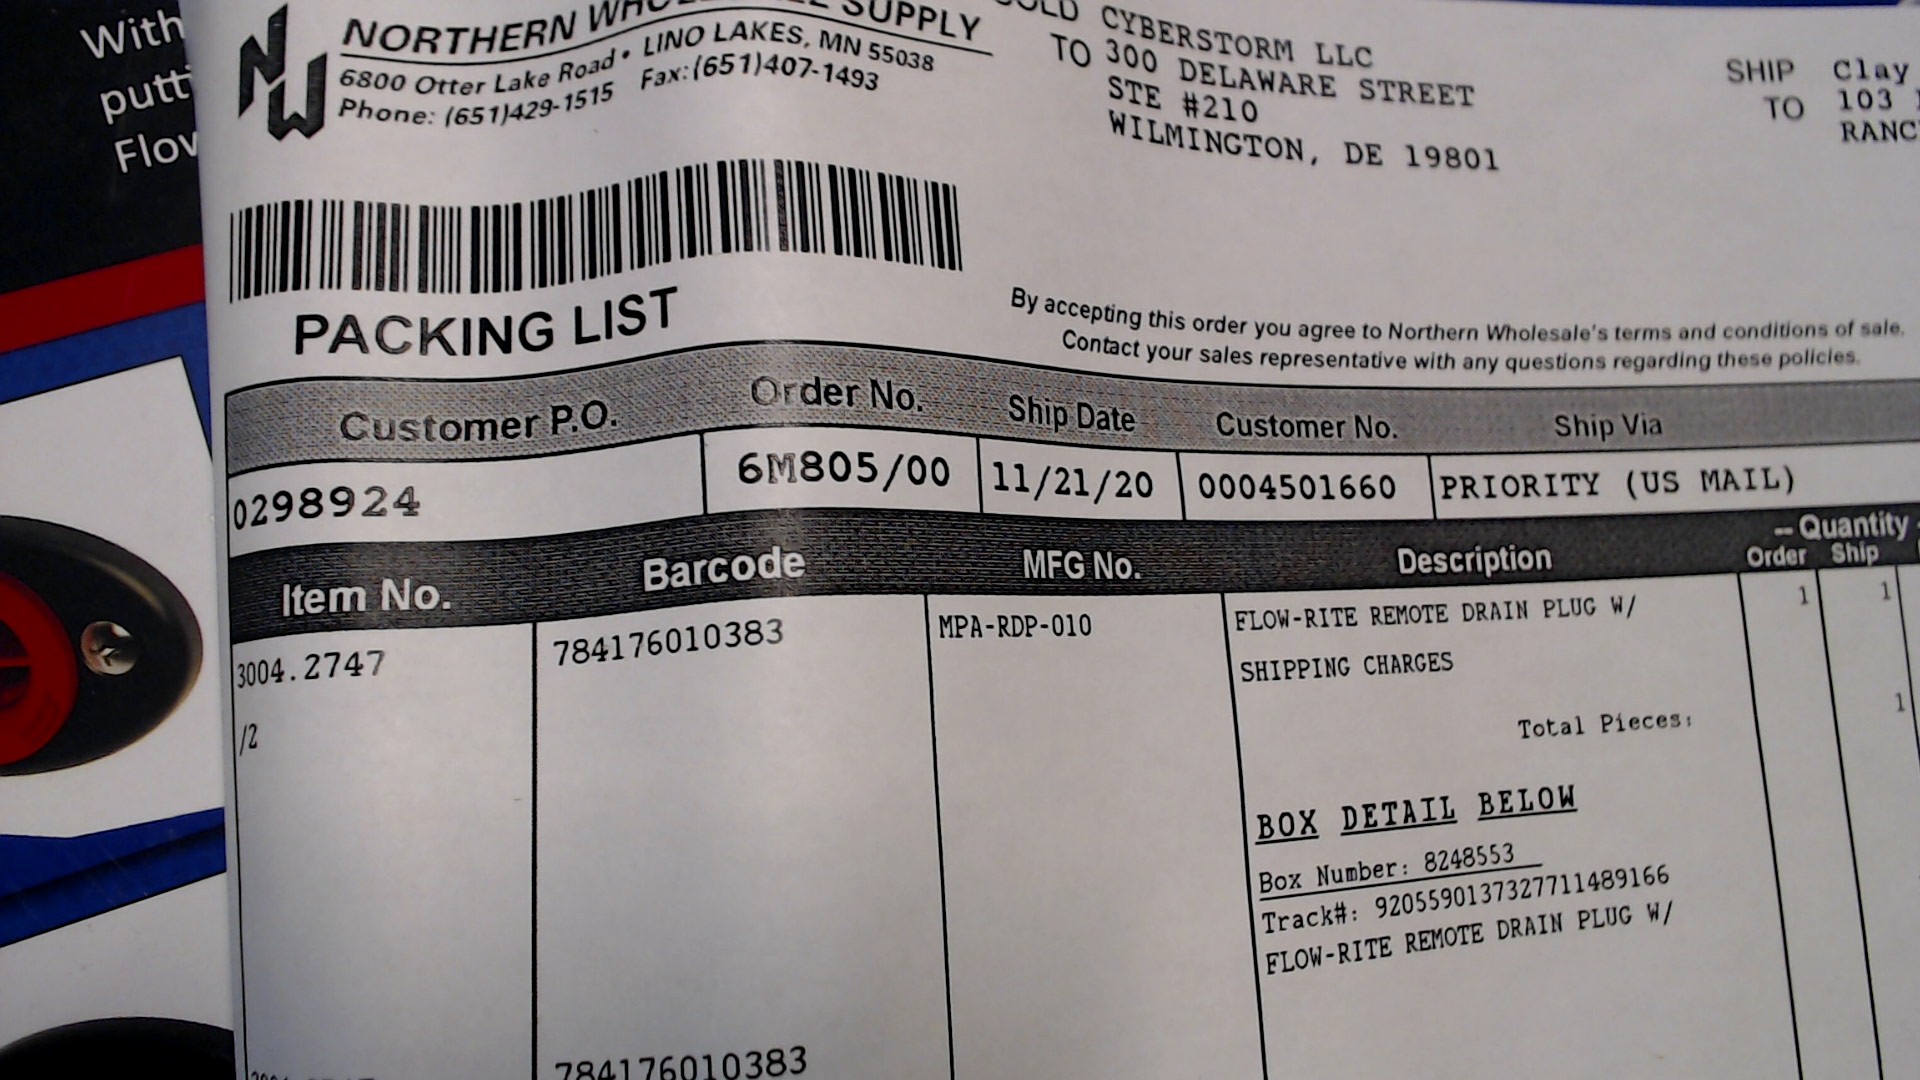 With
putti
Flow
NW
NORTHERN SUPPLY
6800 Otter Lake Road • LINO LAKES, MN 55038
Phone: (651)429-1515 Fax:(651)407-1493
CYBERSTORM LLC
TO 300 DELAWARE STREET
STE #210
WILMINGTON, DE 19801
SHIP Clay
TO 103
RANC
PACKING LIST
By accepting this order you agree to Northern Wholesale's terms and conditions of sale.
Contact your sales representative with any questions regarding these policies.
Customer P.O. Order No. Ship Date Customer No. Ship Via
0298924 6M805/00 11/21/20 0004501660 PRIORITY (US MAIL)
-- Quantity -
Item No. Barcode MFG No. Description Order Ship
3004.2747 784176010383 MPA-RDP-010 FLOW-RITE REMOTE DRAIN PLUG W/ 1 1
/2 SHIPPING CHARGES
Total Pieces: 1
BOX DETAIL BELOW
Box Number: 8248553
Track#: 9205590137327711489166
FLOW-RITE REMOTE DRAIN PLUG W/
784176010383